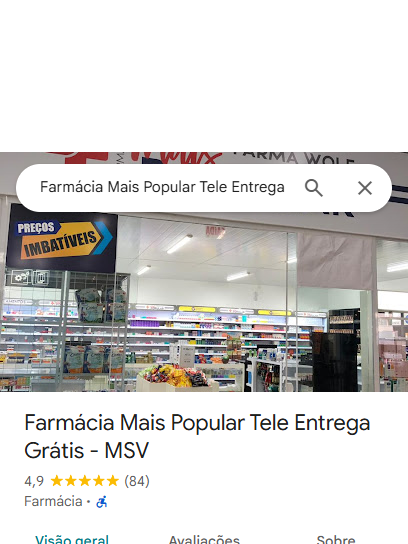 FARMA WOLF
Farmácia Mais Popular Tele Entrega
PREÇOS
IMBATÍVEIS
Farmácia Mais Popular Tele Entrega
Grátis - MSV
4,9 ★★★★★ (84)
Farmácia ·
Visão geral Avaliações Sobre